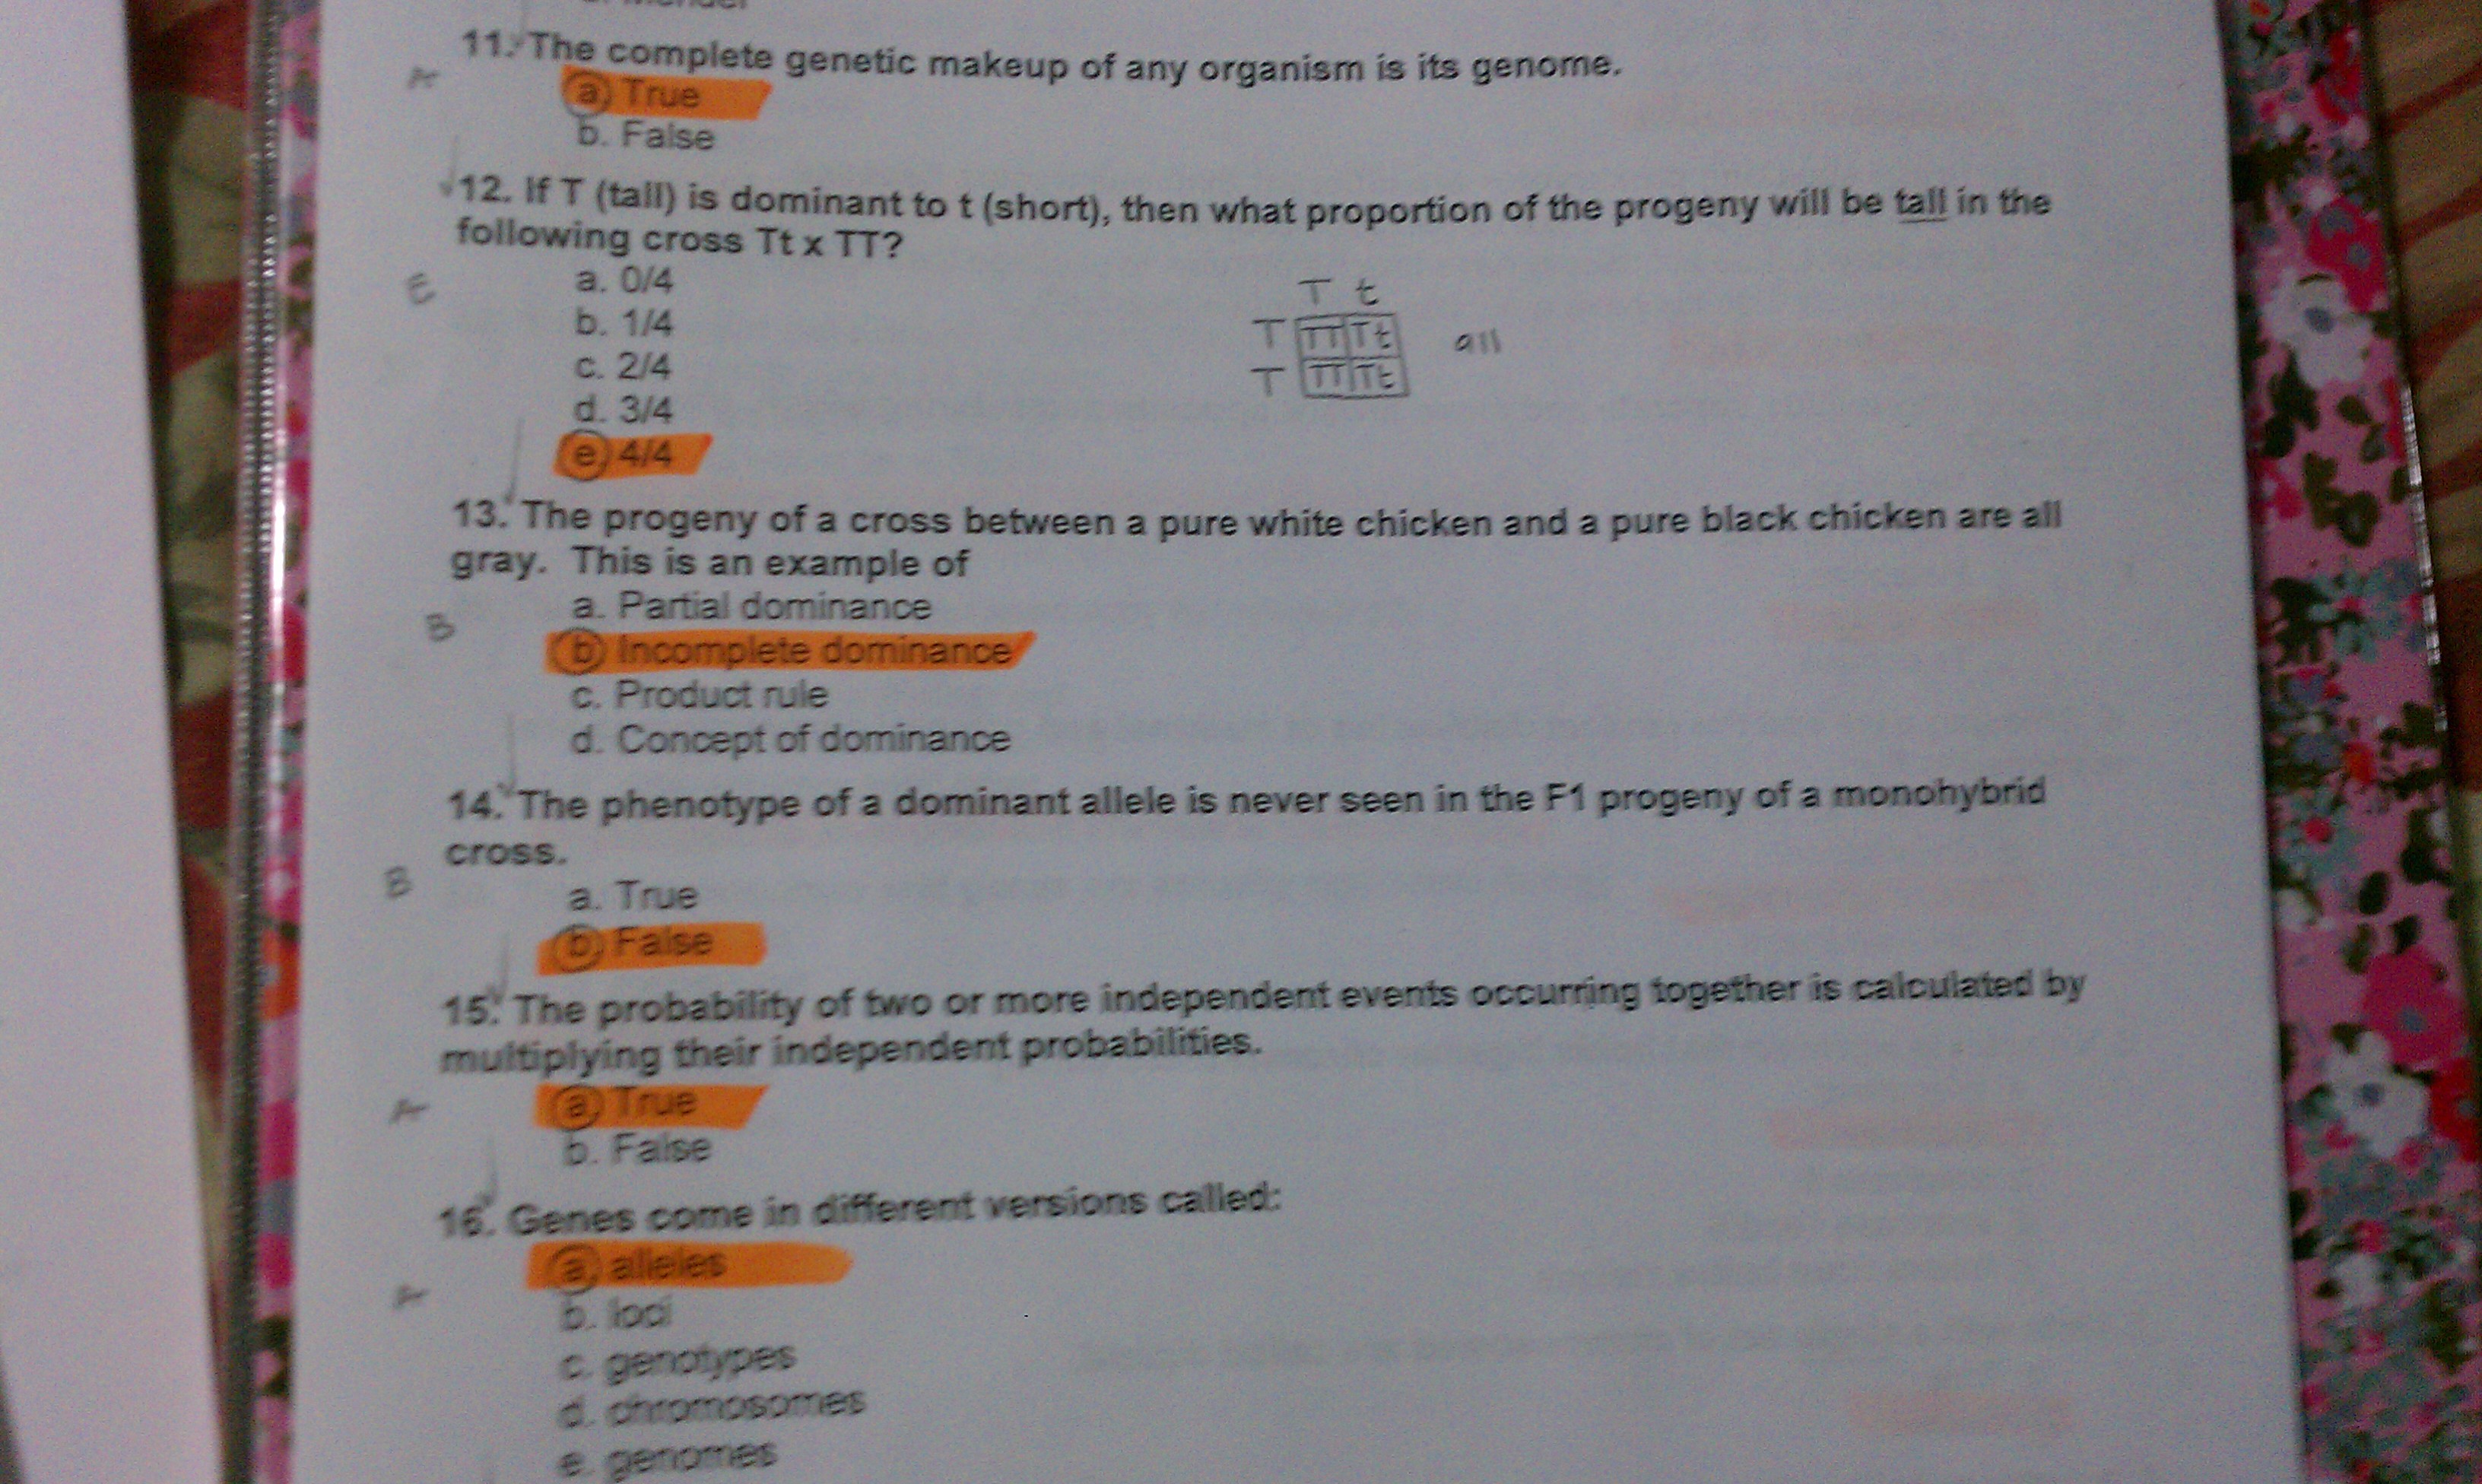 11. The complete genetic makeup of any organism is its genome.
A
a) True
b. False
12. If T (tall) is dominant to t (short), then what proportion of the progeny will be tall in the
following cross Tt x TT?
E
a. 0/4
b. 1/4
c. 2/4
d. 3/4
e) 4/4
T t
T TT Tt all
T TT Tt
13. The progeny of a cross between a pure white chicken and a pure black chicken are all
gray. This is an example of
a. Partial dominance
B
b) Incomplete dominance
c. Product rule
d. Concept of dominance
14. The phenotype of a dominant allele is never seen in the F1 progeny of a monohybrid
cross.
B
a. True
b) False
15. The probability of two or more independent events occurring together is calculated by
multiplying their independent probabilities.
A
a) True
b. False
16. Genes come in different versions called:
a) alleles
A
b. loci
c. genotypes
d. chromosomes
e. genomes